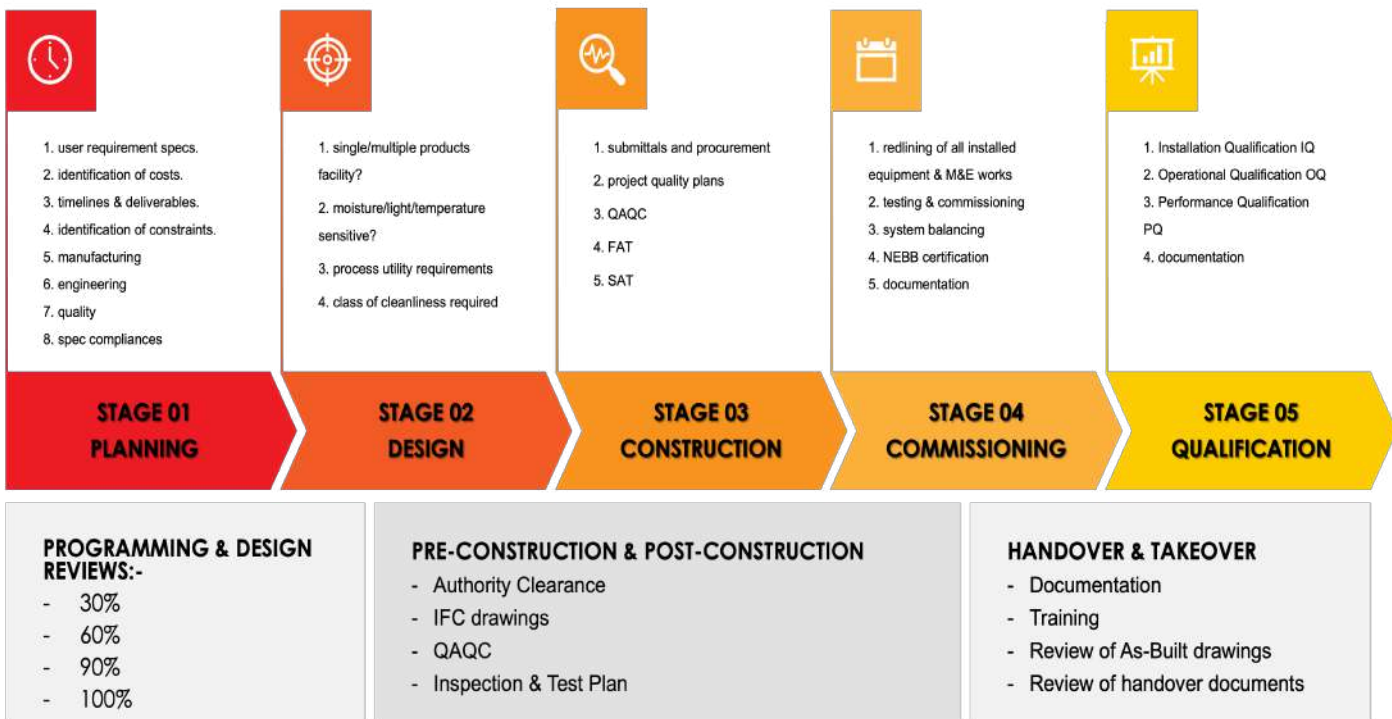 1. user requirement specs.
2. identification of costs.
3. timelines & deliverables.
4. identification of constraints.
5. manufacturing
6. engineering
7. quality
8. spec compliances
1. single/multiple products
facility?
2. moisture/light/temperature
sensitive?
3. process utility requirements
4. class of cleanliness required
1. submittals and procurement
2. project quality plans
3. QAQC
4. FAT
5. SAT
1. redlining of all installed
equipment & M&E works
2. testing & commissioning
3. system balancing
4. NEBB certification
5. documentation
1. Installation Qualification IQ
2. Operational Qualification OQ
3. Performance Qualification
PQ
4. documentation
STAGE 01
PLANNING
STAGE 02
DESIGN
STAGE 03
CONSTRUCTION
STAGE 04
COMMISSIONING
STAGE 05
QUALIFICATION
PROGRAMMING & DESIGN
REVIEWS:-
- 30%
- 60%
- 90%
- 100%
PRE-CONSTRUCTION & POST-CONSTRUCTION
- Authority Clearance
- IFC drawings
- QAQC
- Inspection & Test Plan
HANDOVER & TAKEOVER
- Documentation
- Training
- Review of As-Built drawings
- Review of handover documents